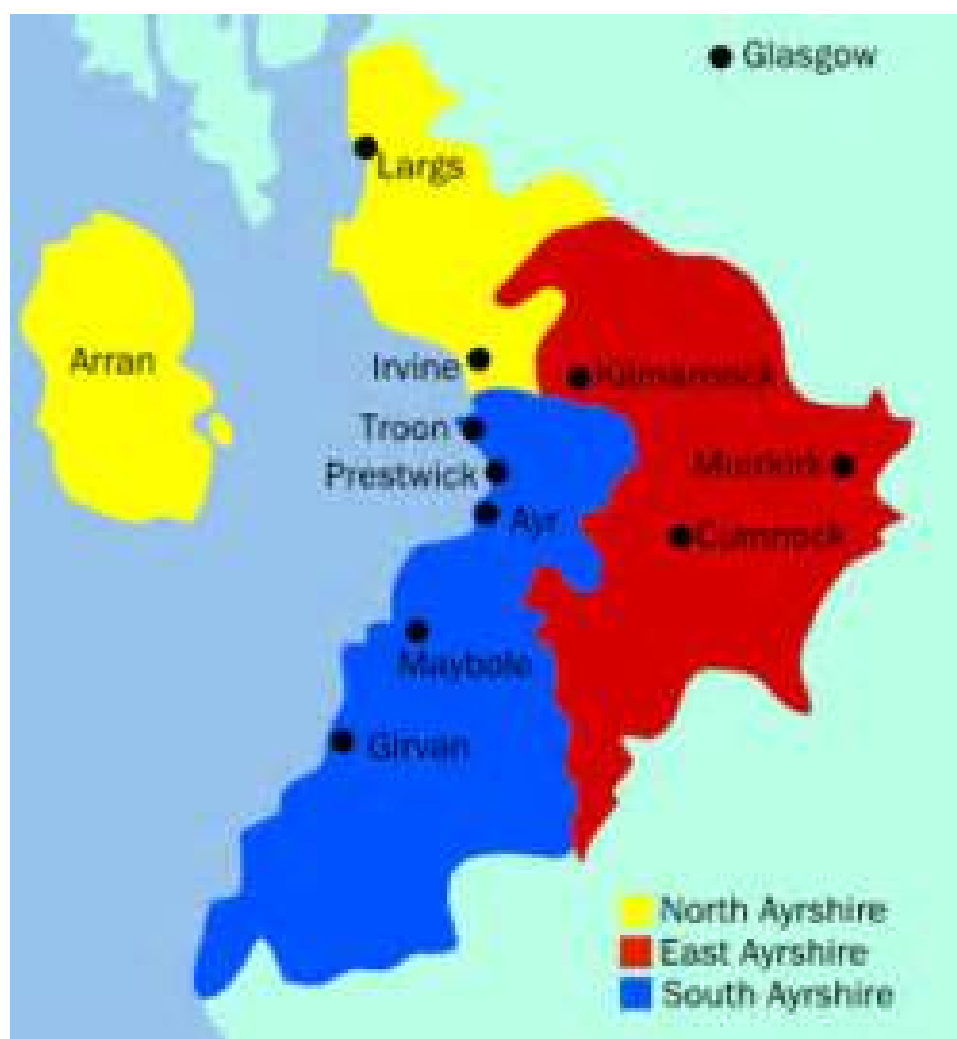 Glasgow
Largs
Arran
Irvine
Kilmarnock
Troon
Muirkirk
Prestwick
Ayr
Cumnock
Maybole
Girvan
North Ayrshire
East Ayrshire
South Ayrshire